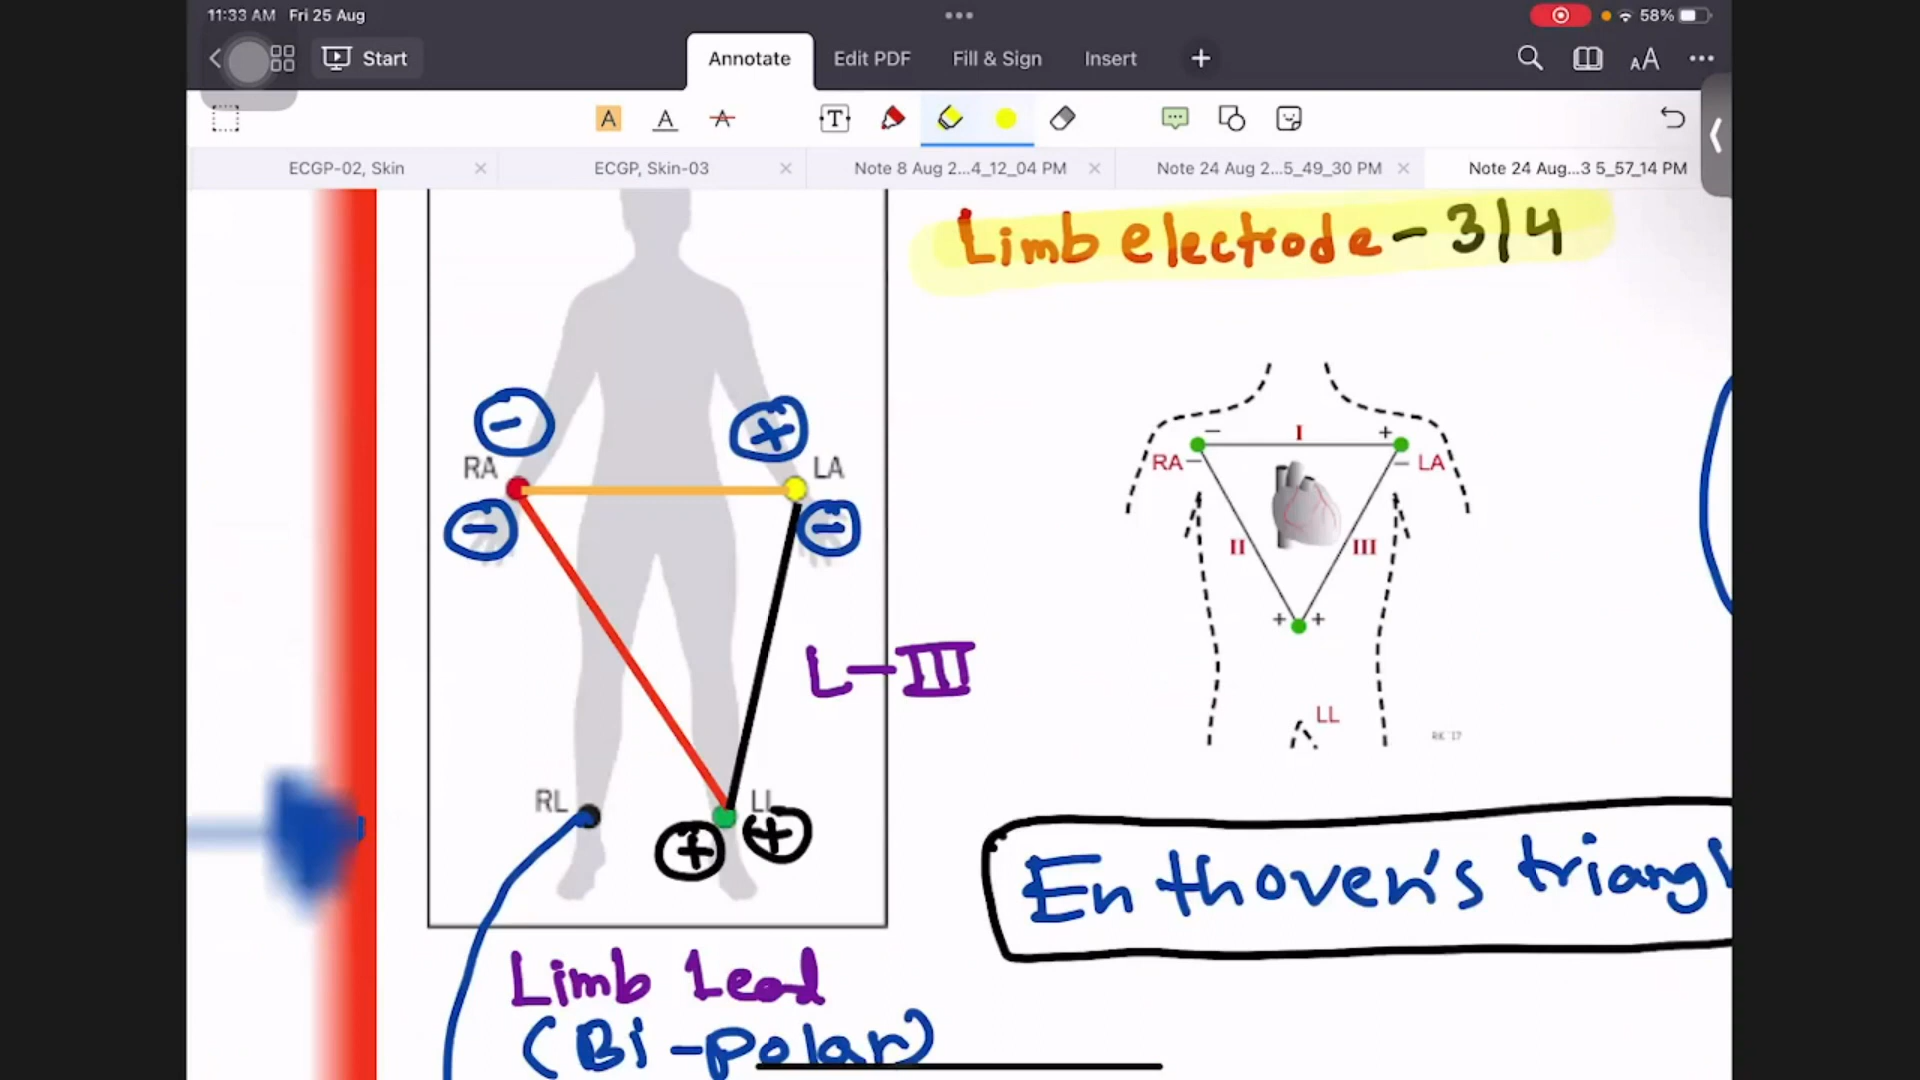 11:33 AM Fri 25 Aug
58%
Start
Annotate
Edit PDF
Fill & Sign
Insert
+
AA
A A A T
ECGP-02, Skin
ECGP, Skin-03
Note 8 Aug 2...4_12_04 PM
Note 24 Aug 2...5_49_30 PM
Note 24 Aug...3 5_57_14 PM
Limb electrode - 3/4
- +
RA LA
- -
L-III
RL LL
+ +
- I +
RA - - LA
II III
+ +
LL
RK'17
Enthoven's triangl
Limb Lead
(Bi-polar)